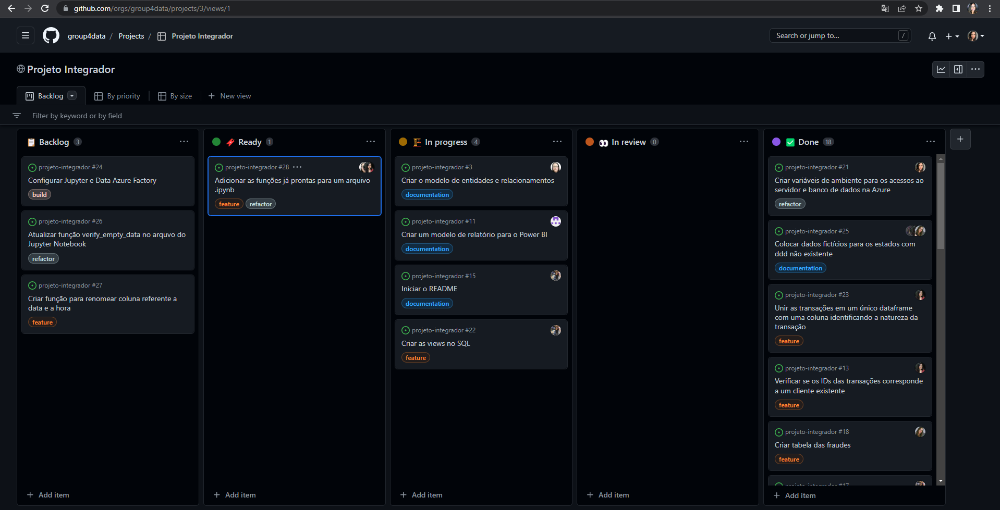 github.com/orgs/group4data/projects/3/views/1
group4data / Projects / Projeto Integrador
Search or jump to... /
Projeto Integrador
Backlog
By priority
By size
New view
Filter by keyword or by field
Backlog 3
projeto-integrador #24
Configurar Jupyter e Data Azure Factory
build
projeto-integrador #26
Atualizar função verify_empty_data no arquvo do
Jupyter Notebook
refactor
projeto-integrador #27
Criar função para renomear coluna referente a
data e a hora
feature
Add item
Ready 1
projeto-integrador #28
Adicionar as funções já prontas para um arquivo
.ipynb
feature refactor
Add item
In progress 4
projeto-integrador #3
Criar o modelo de entidades e relacionamentos
documentation
projeto-integrador #11
Criar um modelo de relatório para o Power BI
documentation
projeto-integrador #15
Iniciar o README
documentation
projeto-integrador #22
Criar as views no SQL
feature
Add item
In review 0
Add item
Done 18
projeto-integrador #21
Criar variáveis de ambiente para os acessos ao
servidor e banco de dados na Azure
refactor
projeto-integrador #25
Colocar dados fictícios para os estados com
ddd não existente
documentation
projeto-integrador #23
Unir as transações em um único dataframe
com uma coluna identificando a natureza da
transação
feature
projeto-integrador #13
Verificar se os IDs das transações corresponde
a um cliente existente
feature
projeto-integrador #18
Criar tabela das fraudes
feature
projeto-integrador #17
Add item